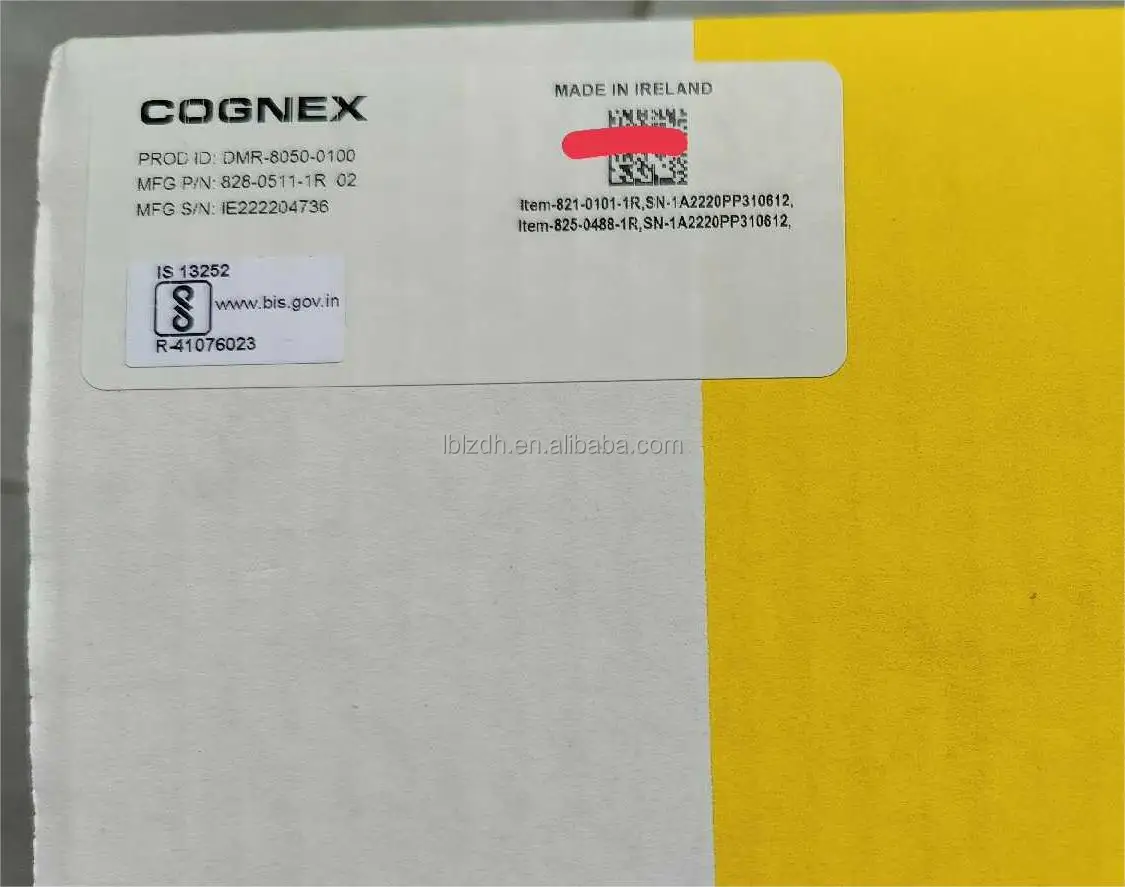 COGNEX
PROD ID: DMR-8050-0100
MFG P/N: 828-0511-1R 02
MFG S/N: IE222204736
MADE IN IRELAND
Item-821-0101-1R,SN-1A2220PP310612,
Item-825-0488-1R,SN-1A2220PP310612,
IS 13252
www.bis.gov.in
R-41076023
lblzdh.en.alibaba.com